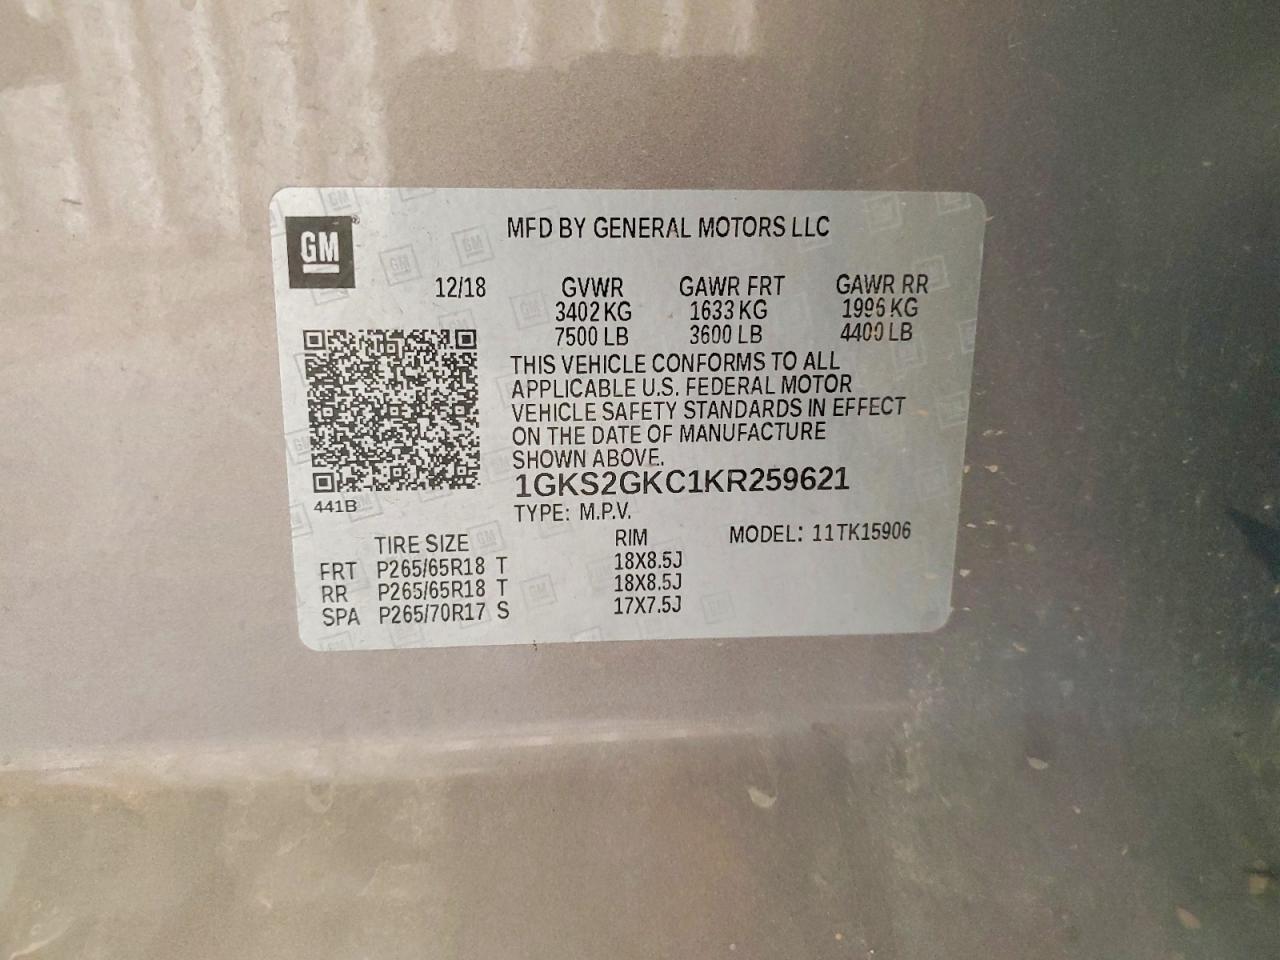 GM
MFD BY GENERAL MOTORS LLC
12/18 GVWR GAWR FRT GAWR RR
3402 KG 1633 KG 1996 KG
7500 LB 3600 LB 4400 LB
THIS VEHICLE CONFORMS TO ALL
APPLICABLE U.S. FEDERAL MOTOR
VEHICLE SAFETY STANDARDS IN EFFECT
ON THE DATE OF MANUFACTURE
SHOWN ABOVE.
1GKS2GKC1KR259621
441B
TYPE: M.P.V.
TIRE SIZE RIM MODEL: 11TK15906
FRT P265/65R18 T 18X8.5J
RR P265/65R18 T 18X8.5J
SPA P265/70R17 S 17X7.5J